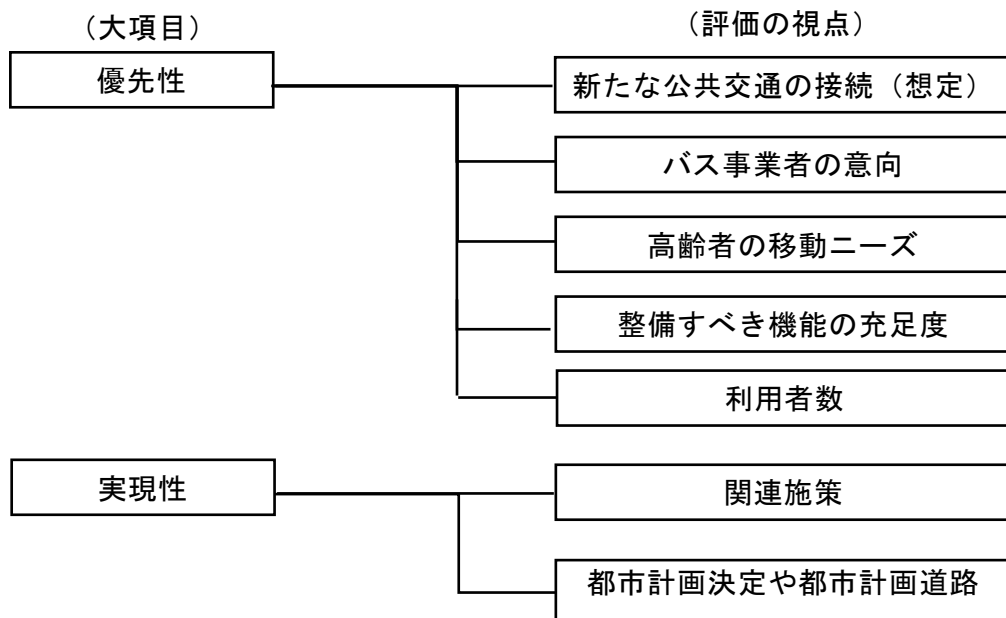 （大項目）
（評価の視点）
優先性
新たな公共交通の接続（想定）
バス事業者の意向
高齢者の移動ニーズ
整備すべき機能の充足度
利用者数
実現性
関連施策
都市計画決定や都市計画道路